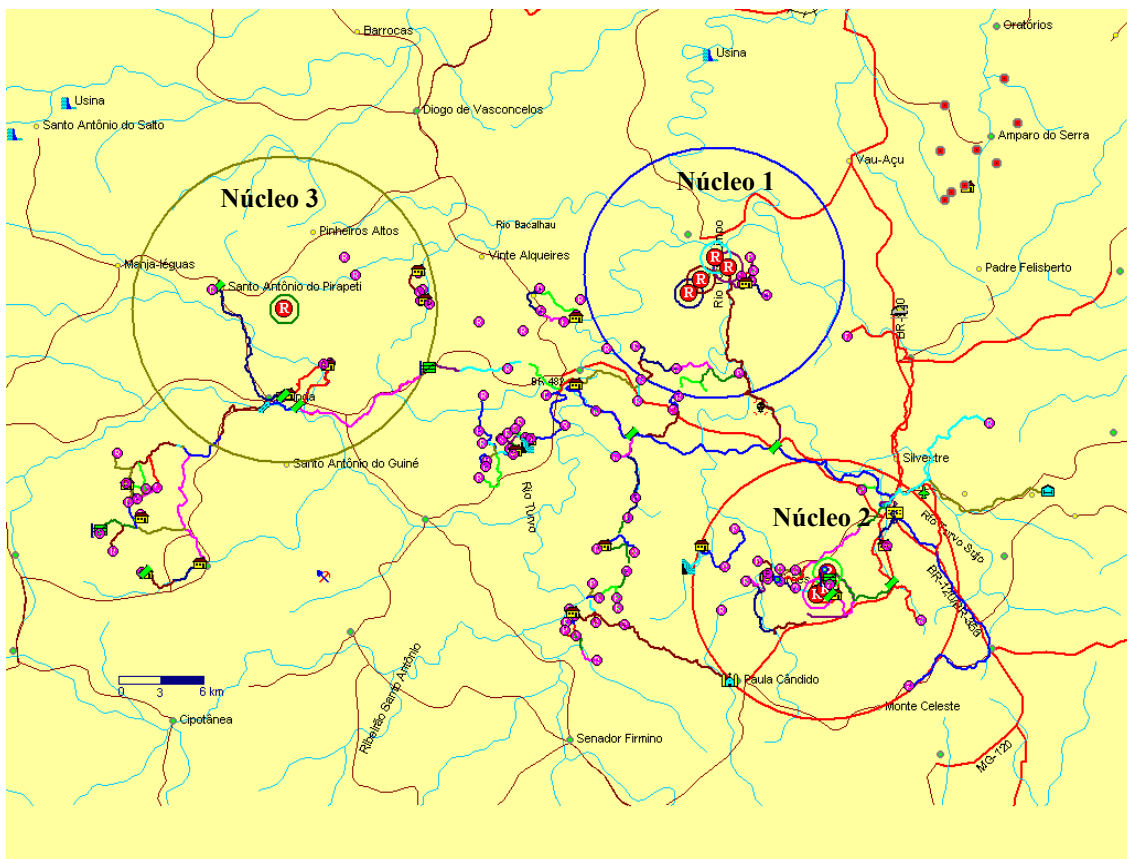 Oratórios
Barrocas
Usina
Usina
Diogo de Vasconcelos
Santo Antônio do Salto
Amparo do Serra
Vau-Açu
Núcleo 1
Núcleo 3
Rio Bacalhau
Pinheiros Altos
Vinte Alqueires
Manja-léguas
Padre Felisberto
Santo Antônio do Pirapeti
BR 482
Silvestre
Santo Antônio do Guiné
Rio Turvo
Núcleo 2
Rio Turvo Sujo
Paula Cândido
0 3 6 km
Monte Celeste
Ribeirão Santo Antônio
Cipotânea
Senador Firmino
MG-120